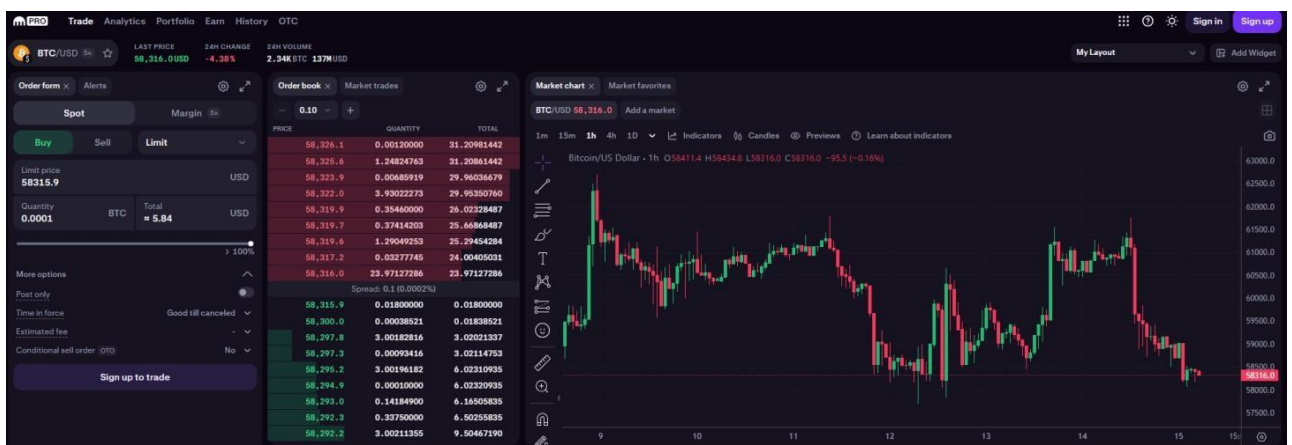 PRO Trade Analytics Portfolio Earn History OTC Sign in Sign up
BTC/USD 5x
LAST PRICE 24H CHANGE 24H VOLUME
58,316.0 USD -4.38% 2.34K BTC 137M USD
My Layout Add Widget
Order form × Alerts
Spot Margin 5x
Buy Sell Limit
Limit price
58315.9 USD
Quantity
0.0001 BTC
Total
≈ 5.84 USD
> 100%
More options
Post only
Time in force Good till canceled
Estimated fee -
Conditional sell order OTO No
Sign up to trade
Order book × Market trades
− 0.10 +
PRICE QUANTITY TOTAL
58,326.1 0.00120000 31.20981442
58,325.6 1.24824763 31.20861442
58,323.9 0.00685919 29.96036679
58,322.0 3.93022273 29.95350760
58,319.9 0.35460000 26.02328487
58,319.7 0.37414203 25.66868487
58,319.6 1.29049253 25.29454284
58,317.2 0.03277745 24.00405031
58,316.0 23.97127286 23.97127286
Spread: 0.1 (0.0002%)
58,315.9 0.01800000 0.01800000
58,300.0 0.00038521 0.01838521
58,297.8 3.00182816 3.02021337
58,297.3 0.00093416 3.02114753
58,295.2 3.00196182 6.02310935
58,294.9 0.00010000 6.02320935
58,293.0 0.14184900 6.16505835
58,292.3 0.33750000 6.50255835
58,292.2 3.00211355 9.50467190
Market chart × Market favorites
BTC/USD 58,316.0 Add a market
1m 15m 1h 4h 1D Indicators Candles Previews Learn about indicators
Bitcoin/US Dollar • 1h O58411.4 H58434.8 L58316.0 C58316.0 −95.5 (−0.16%)
63000.0
62500.0
62000.0
61500.0
61000.0
60500.0
60000.0
59500.0
59000.0
58500.0
58316.0
58000.0
57500.0
9 10 11 12 13 14 15 15: